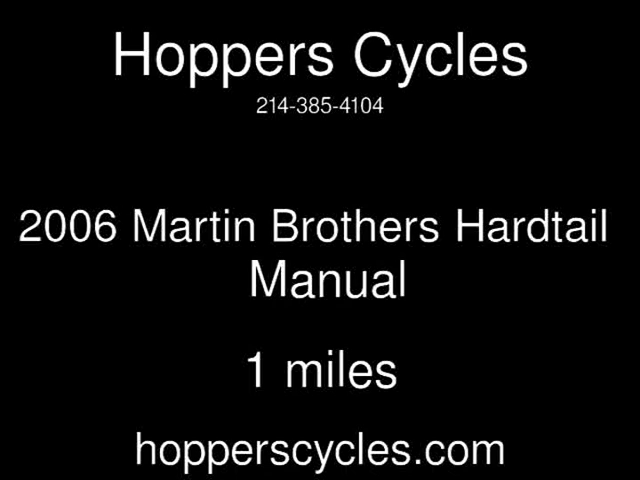 Hoppers Cycles
214-385-4104
2006 Martin Brothers Hardtail
Manual
1 miles
hopperscycles.com